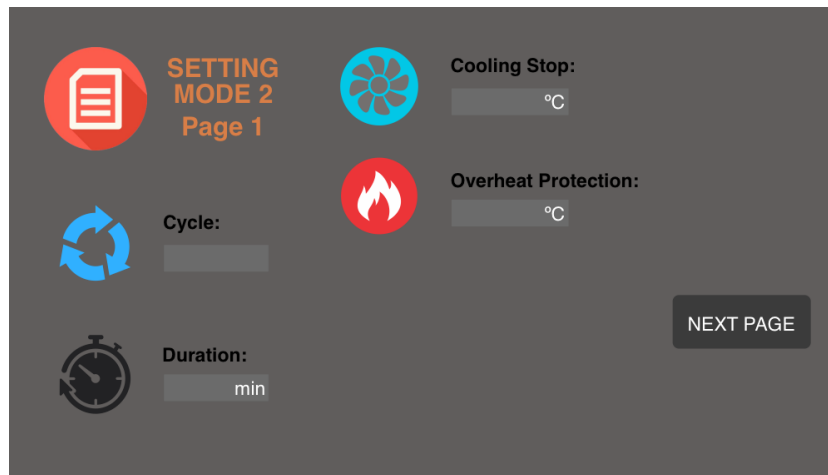 SETTING
MODE 2
Page 1
Cycle:
Duration:
min
Cooling Stop:
°C
Overheat Protection:
°C
NEXT PAGE